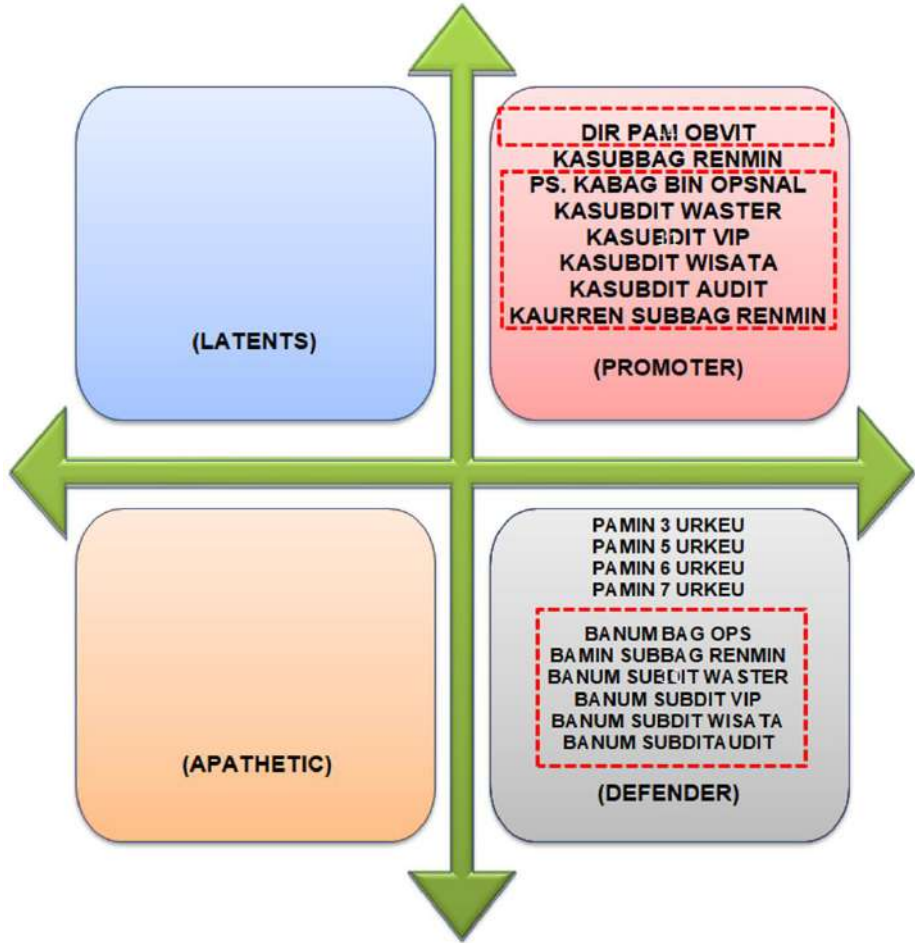 DIR PAM OBVIT
KASUBBAG RENMIN
PS. KABAG BIN OPSNAL
KASUBDIT WASTER
KASUBDIT VIP
KASUBDIT WISATA
KASUBDIT AUDIT
KAURREN SUBBAG RENMIN
(LATENTS)
(PROMOTER)
PAMIN 3 URKEU
PAMIN 5 URKEU
PAMIN 6 URKEU
PAMIN 7 URKEU
BANUM BAG OPS
BAMIN SUBBAG RENMIN
BANUM SUBDIT WASTER
BANUM SUBDIT VIP
BANUM SUBDIT WISATA
BANUM SUBDITAUDIT
(APATHETIC)
(DEFENDER)